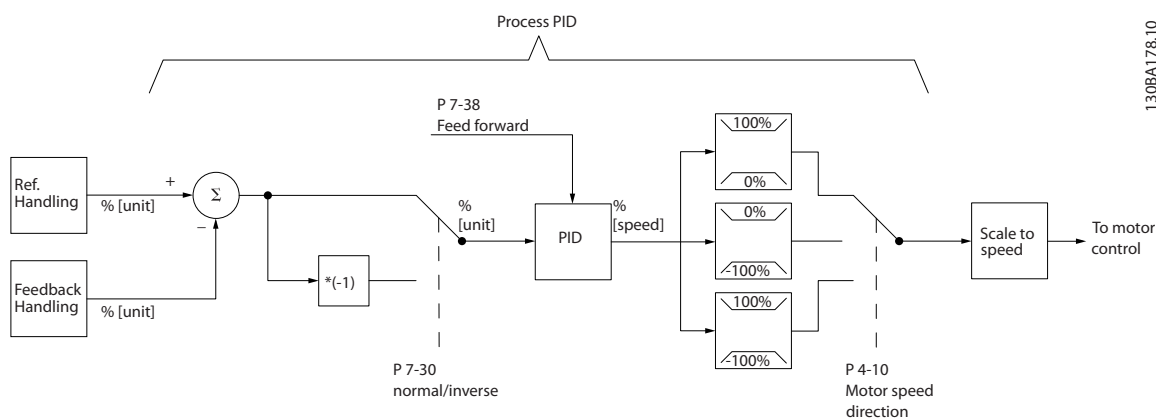 Process PID
130BA178.10
P 7-38
Feed forward
100%
0%
Ref.
Handling
% [unit]
+
Σ
−
%
[unit]
PID
%
[speed]
0%
-100%
Scale to
speed
To motor
control
Feedback
Handling
% [unit]
*(-1)
100%
-100%
P 7-30
normal/inverse
P 4-10
Motor speed
direction